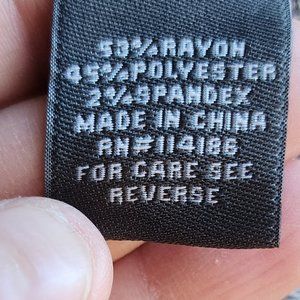 53%RAYON
45%POLYESTER
2%SPANDEX
MADE IN CHINA
RN#114186
FOR CARE SEE
REVERSE